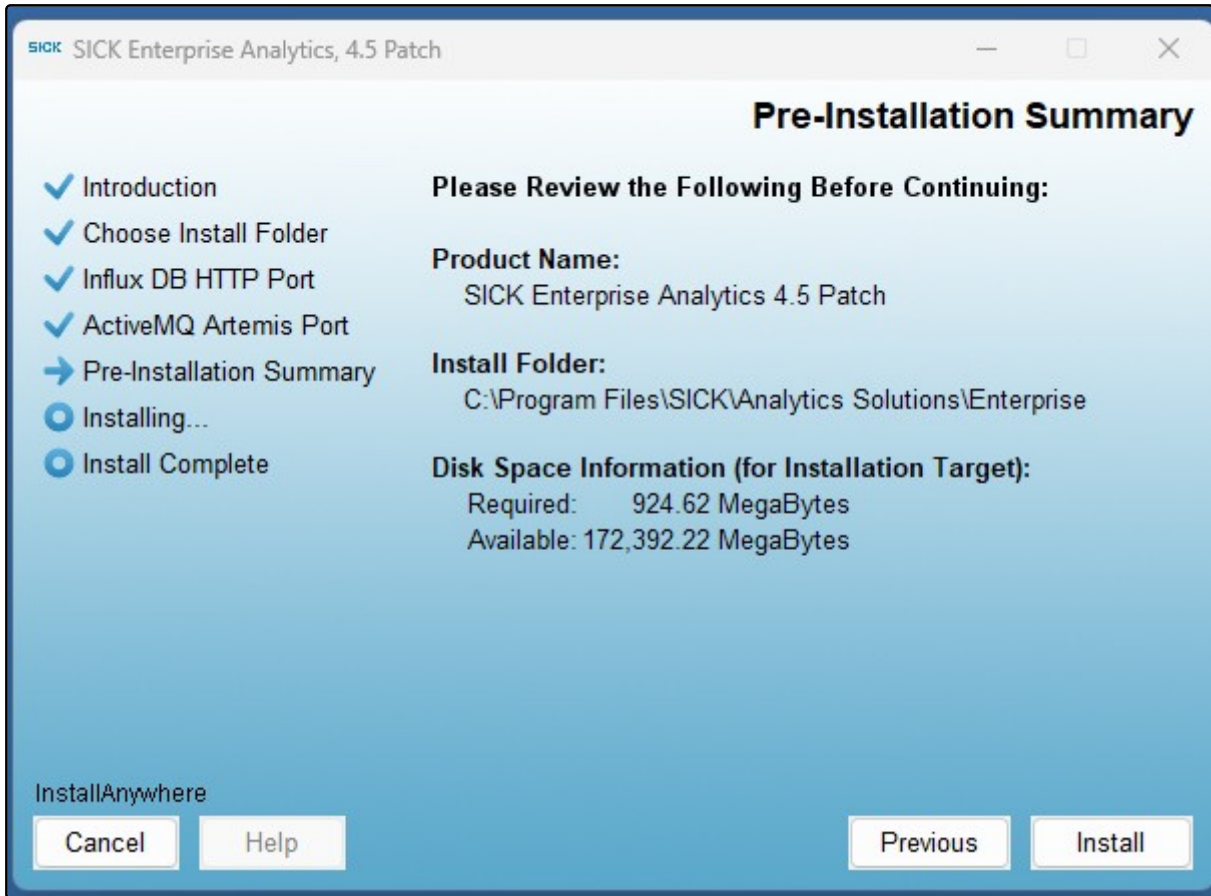 SICK SICK Enterprise Analytics, 4.5 Patch
Pre-Installation Summary
Introduction
Choose Install Folder
Influx DB HTTP Port
ActiveMQ Artemis Port
Pre-Installation Summary
Installing...
Install Complete
Please Review the Following Before Continuing:
Product Name:
SICK Enterprise Analytics 4.5 Patch
Install Folder:
C:\Program Files\SICK\Analytics Solutions\Enterprise
Disk Space Information (for Installation Target):
Required: 924.62 MegaBytes
Available: 172,392.22 MegaBytes
InstallAnywhere
Cancel Help Previous Install